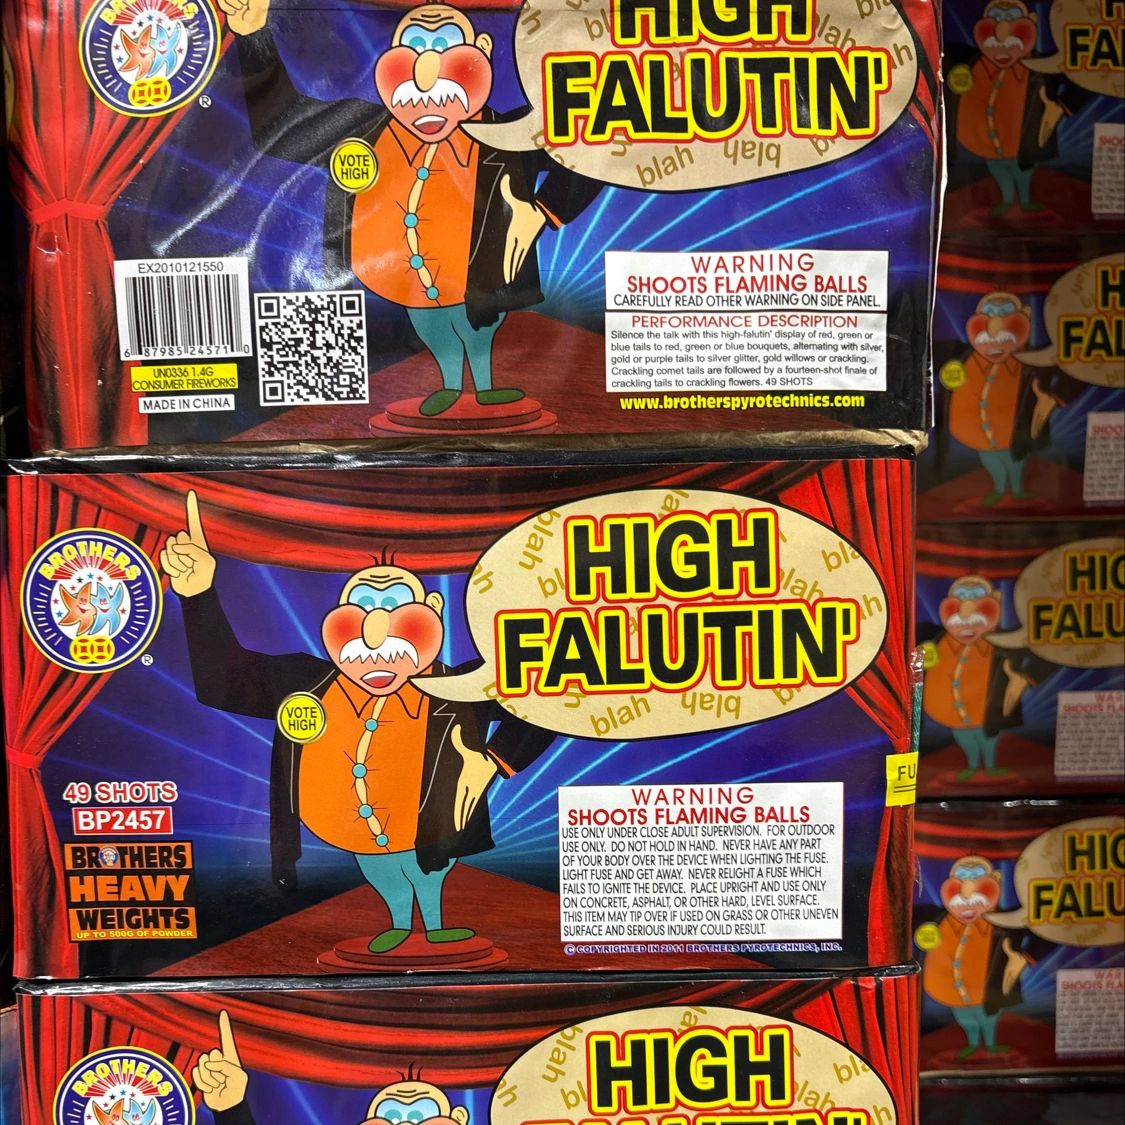 HIGH
FALUTIN'
blah
blah
blah
VOTE
HIGH
®
EX2010121550
6 87985 24571 0
UN0336 1.4G
CONSUMER FIREWORKS
MADE IN CHINA
WARNING
SHOOTS FLAMING BALLS
CAREFULLY READ OTHER WARNING ON SIDE PANEL.
PERFORMANCE DESCRIPTION
Silence the talk with this high-falutin' display of red, green or
blue tails to red, green or blue bouquets, alternating with silver,
gold or purple tails to silver glitter, gold willows or crackling.
Crackling comet tails are followed by a fourteen-shot finale of
crackling tails to crackling flowers. 49 SHOTS
www.brotherspyrotechnics.com
BROTHERS
®
HIGH
FALUTIN'
blah
blah
blah
blah
VOTE
HIGH
49 SHOTS
BP2457
BROTHERS
HEAVY
WEIGHTS
UP TO 500G OF POWDER
WARNING
SHOOTS FLAMING BALLS
USE ONLY UNDER CLOSE ADULT SUPERVISION. FOR OUTDOOR
USE ONLY. DO NOT HOLD IN HAND. NEVER HAVE ANY PART
OF YOUR BODY OVER THE DEVICE WHEN LIGHTING THE FUSE.
LIGHT FUSE AND GET AWAY. NEVER RELIGHT A FUSE WHICH
FAILS TO IGNITE THE DEVICE. PLACE UPRIGHT AND USE ONLY
ON CONCRETE, ASPHALT, OR OTHER HARD, LEVEL SURFACE.
THIS ITEM MAY TIP OVER IF USED ON GRASS OR OTHER UNEVEN
SURFACE AND SERIOUS INJURY COULD RESULT.
© COPYRIGHTED IN 2011 BROTHERS PYROTECHNICS, INC.
FU
BROTHERS
HIGH
FALUTIN'
blah